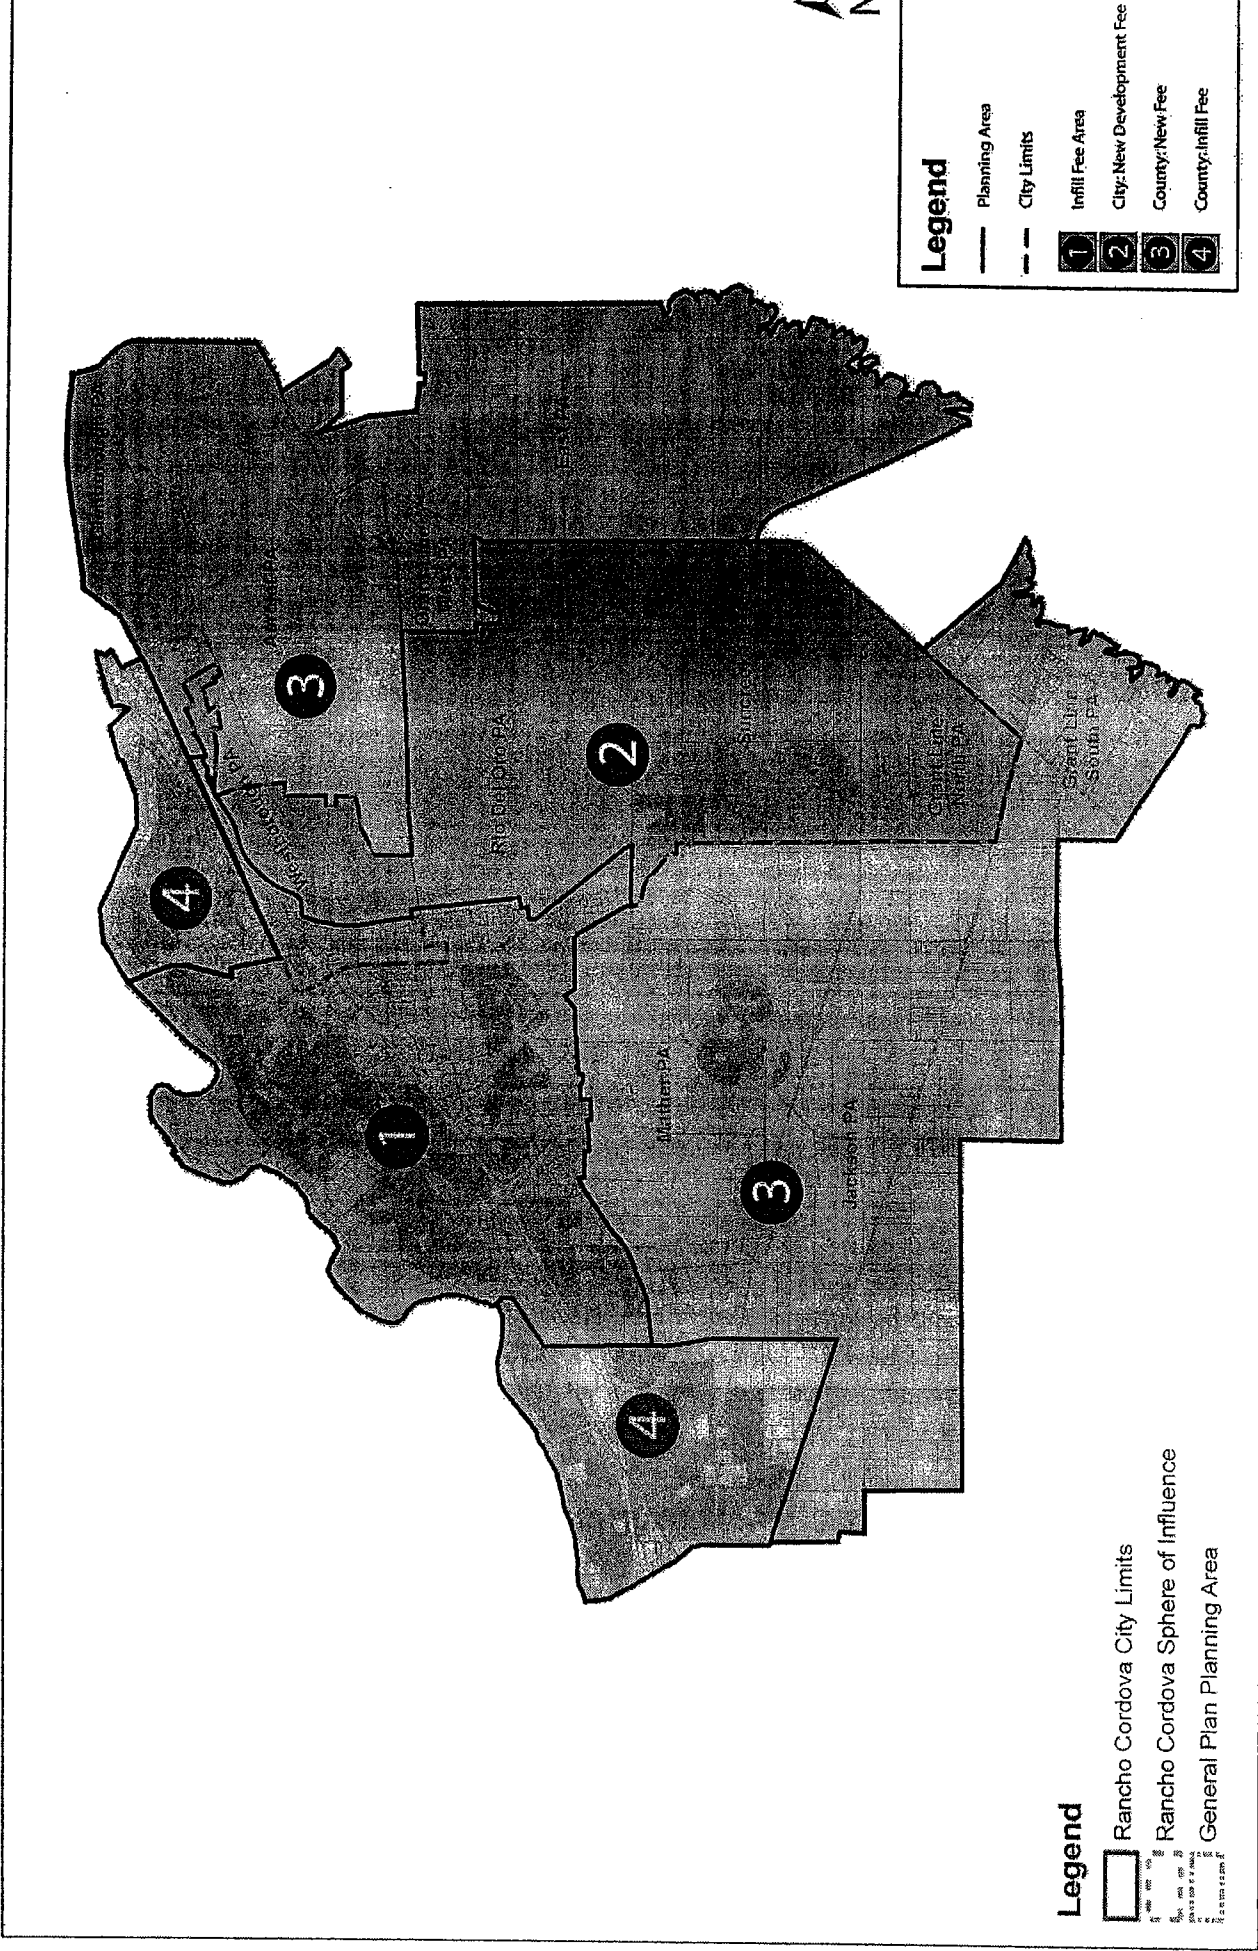 N
Legend
Planning Area
City Limits
1 Infill Fee Area
2 City: New Development Fee
3 County: New Fee
4 County: Infill Fee
4
3
1
2
Rio Del Oro PA
Grant Line
North PA
Grant Line
South PA
Mather PA
Jackson PA
3
4
Legend
Rancho Cordova City Limits
Rancho Cordova Sphere of Influence
General Plan Planning Area